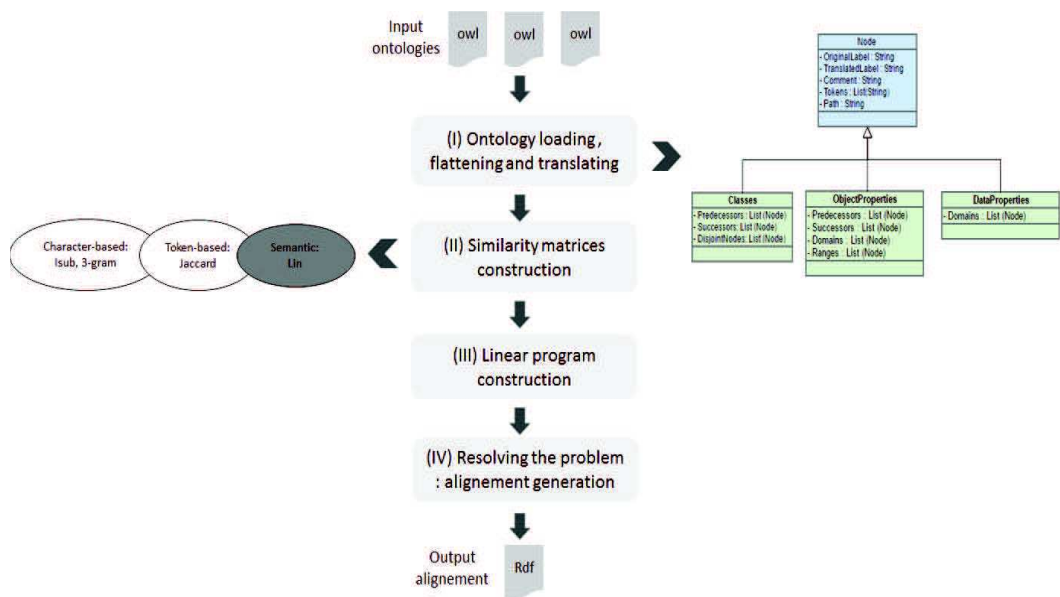 Input
ontologies
owl
owl
owl
Node
- OriginalLabel : String
- TranslatedLabel : String
- Comment : String
- Tokens : List(String)
- Path : String
(I) Ontology loading ,
flattening and translating
Classes
- Predecessors : List (Node)
- Successors: List (Node)
- DisjointNodes: List (Node)
ObjectProperties
- Predecessors : List (Node)
- Successors : List (Node)
- Domains : List (Node)
- Ranges : List (Node)
DataProperties
- Domains : List (Node)
(II) Similarity matrices
construction
Character-based:
Isub, 3-gram
Token-based:
Jaccard
Semantic:
Lin
(III) Linear program
construction
(IV) Resolving the problem
: alignement generation
Output
alignement
Rdf